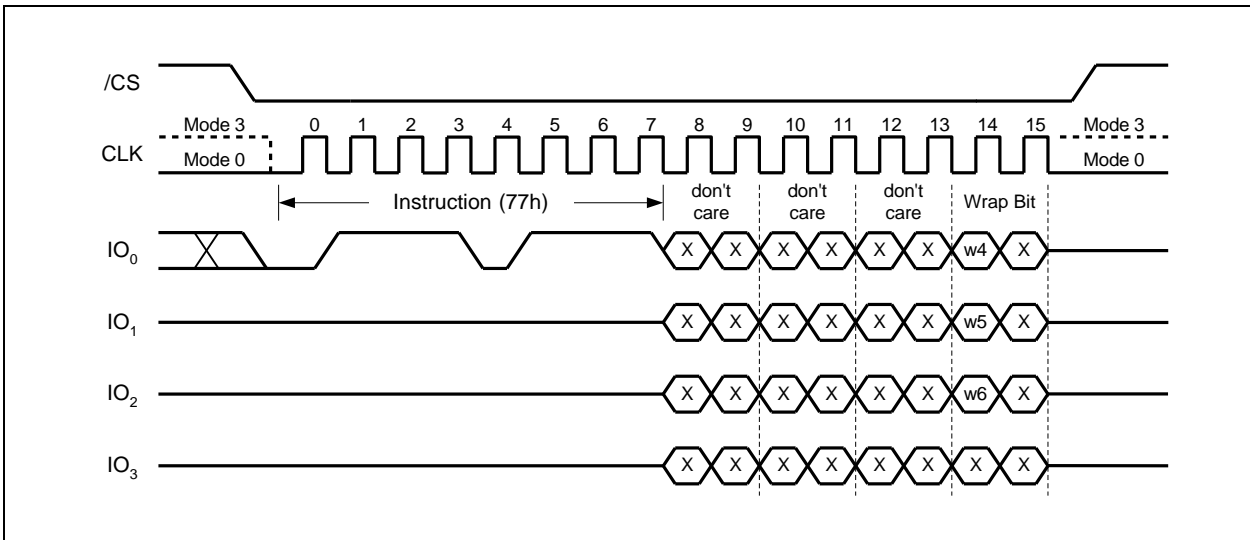 /CS
Mode 3 0 1 2 3 4 5 6 7 8 9 10 11 12 13 14 15 Mode 3
CLK Mode 0 Mode 0
Instruction (77h) don't care don't care don't care Wrap Bit
IO0 X X X X X X w4 X
IO1 X X X X X X w5 X
IO2 X X X X X X w6 X
IO3 X X X X X X X X